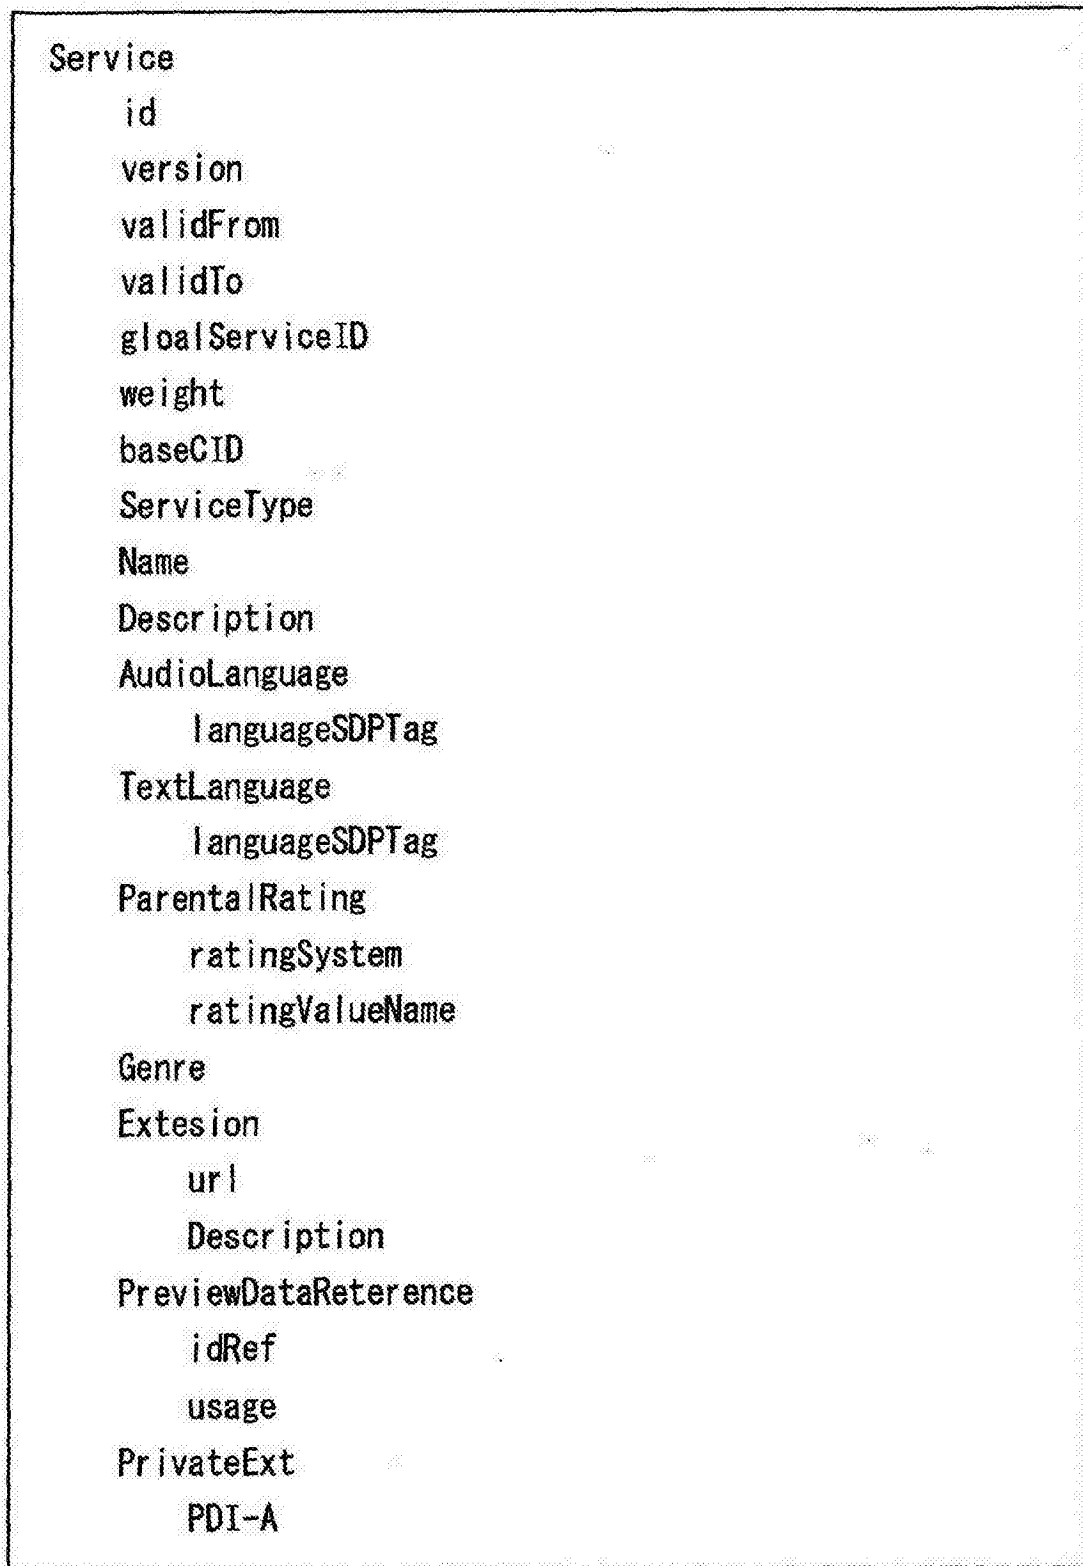 Service
id
version
validFrom
validTo
gloalServiceID
weight
baseCID
ServiceType
Name
Description
AudioLanguage
languageSDPTag
TextLanguage
languageSDPTag
ParentalRating
ratingSystem
ratingValueName
Genre
Extesion
url
Description
PreviewDataReterence
idRef
usage
PrivateExt
PDI-A